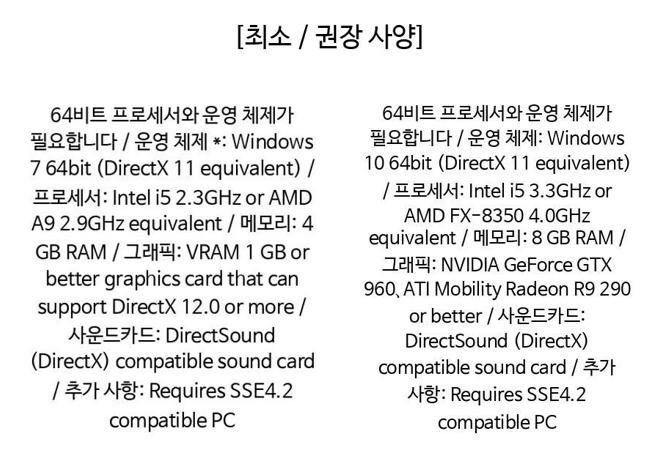 [최소 / 권장 사양]
64비트 프로세서와 운영 체제가
필요합니다 / 운영 체제 *: Windows
7 64bit (DirectX 11 equivalent) /
프로세서: Intel i5 2.3GHz or AMD
A9 2.9GHz equivalent / 메모리: 4
GB RAM / 그래픽: VRAM 1 GB or
better graphics card that can
support DirectX 12.0 or more /
사운드카드: DirectSound
(DirectX) compatible sound card
/ 추가 사항: Requires SSE4.2
compatible PC
64비트 프로세서와 운영 체제가
필요합니다 / 운영 체제: Windows
10 64bit (DirectX 11 equivalent)
/ 프로세서: Intel i5 3.3GHz or
AMD FX-8350 4.0GHz
equivalent / 메모리: 8 GB RAM /
그래픽: NVIDIA GeForce GTX
960、ATI Mobility Radeon R9 290
or better / 사운드카드:
DirectSound (DirectX)
compatible sound card / 추가
사항: Requires SSE4.2
compatible PC